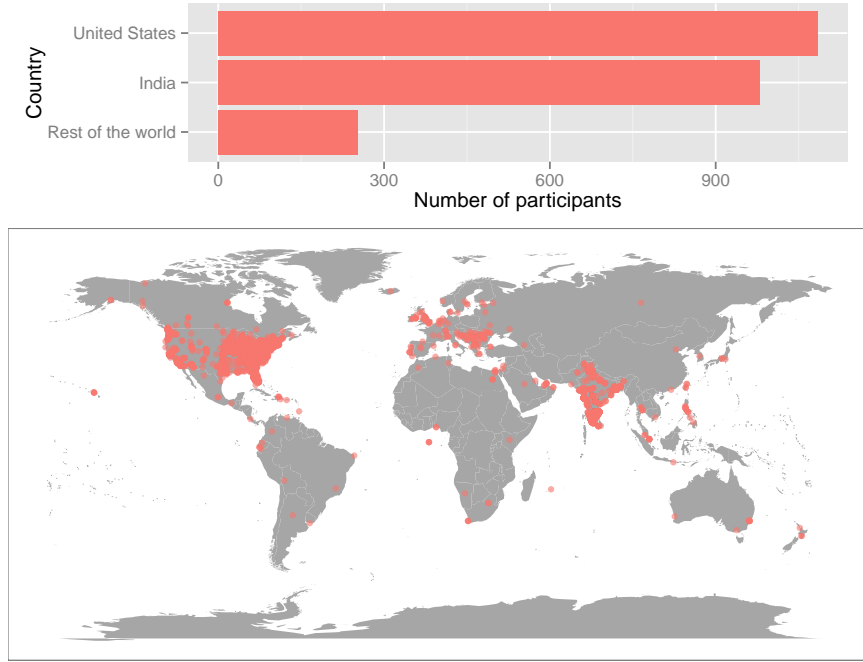 Country
United States
India
Rest of the world
0 300 600 900
Number of participants